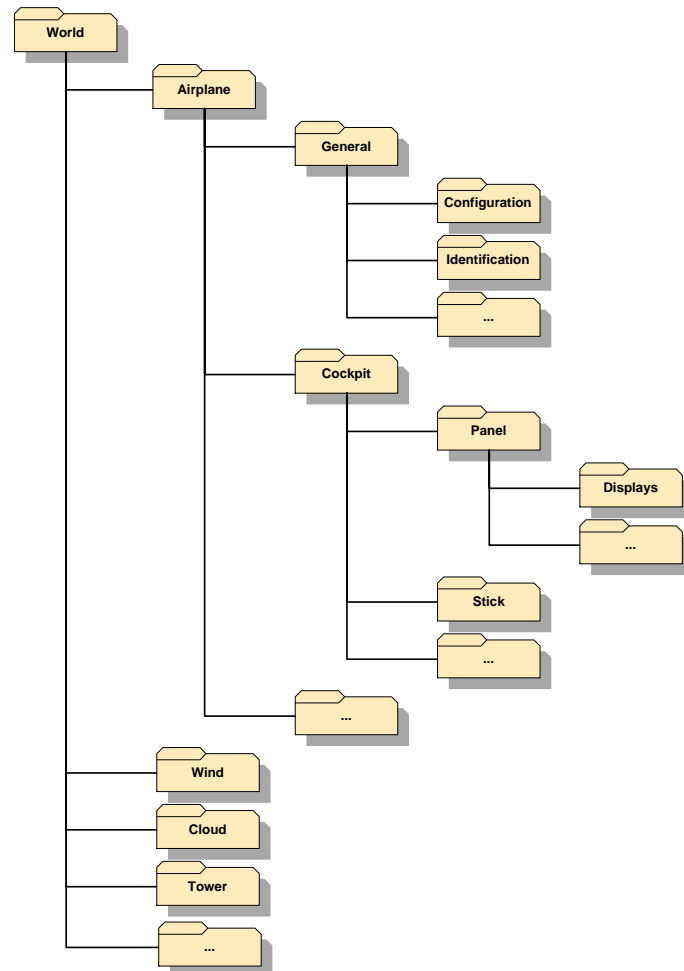 World
Airplane
General
Configuration
Identification
...
Cockpit
Panel
Displays
...
Stick
...
...
Wind
Cloud
Tower
...